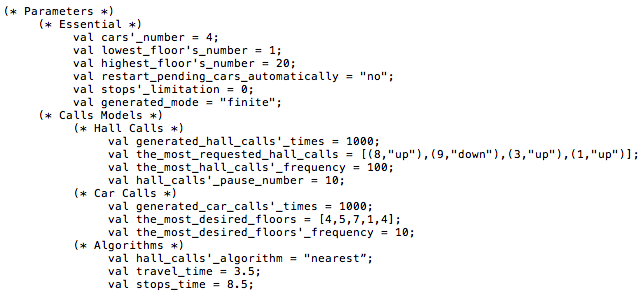 (* Parameters *)
(* Essential *)
val cars'_number = 4;
val lowest_floor's_number = 1;
val highest_floor's_number = 20;
val restart_pending_cars_automatically = "no";
val stops'_limitation = 0;
val generated_mode = "finite";
(* Calls Models *)
(* Hall Calls *)
val generated_hall_calls'_times = 1000;
val the_most_requested_hall_calls = [(8,"up"),(9,"down"),(3,"up"),(1,"up")];
val the_most_hall_calls'_frequency = 100;
val hall_calls'_pause_number = 10;
(* Car Calls *)
val generated_car_calls'_times = 1000;
val the_most_desired_floors = [4,5,7,1,4];
val the_most_desired_floors'_frequency = 10;
(* Algorithms *)
val hall_calls'_algorithm = "nearest”;
val travel_time = 3.5;
val stops_time = 8.5;